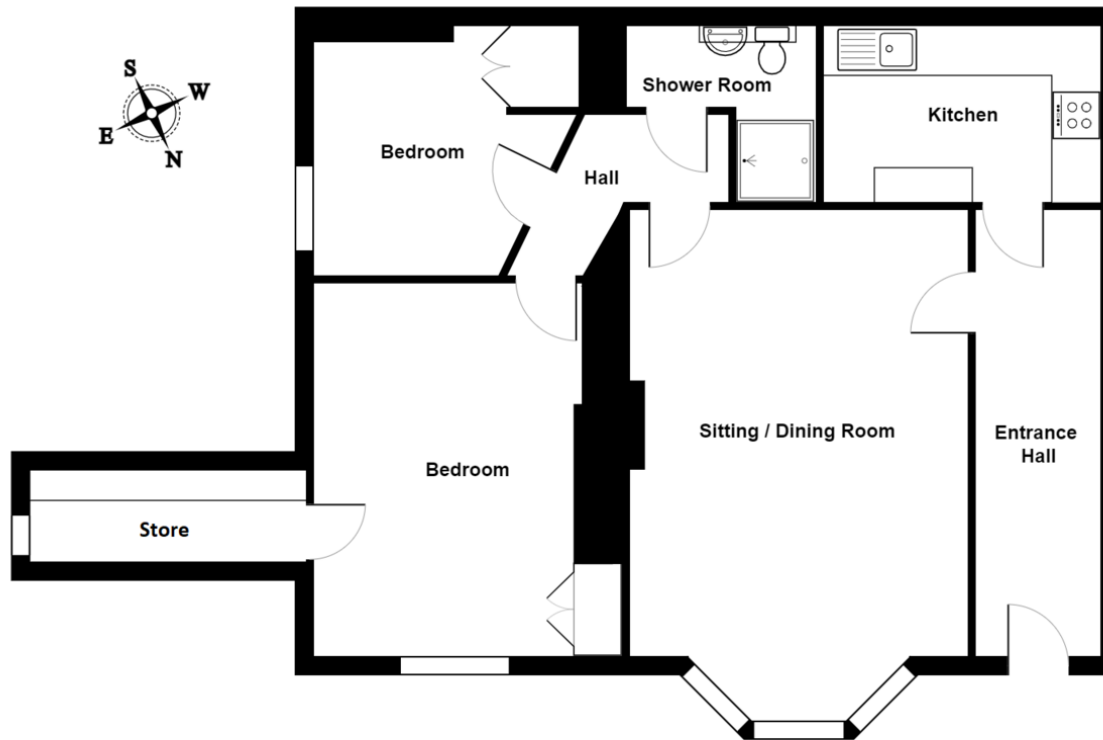 S
W
E
N
Shower Room
Kitchen
Bedroom
Hall
Sitting / Dining Room
Entrance
Hall
Bedroom
Store